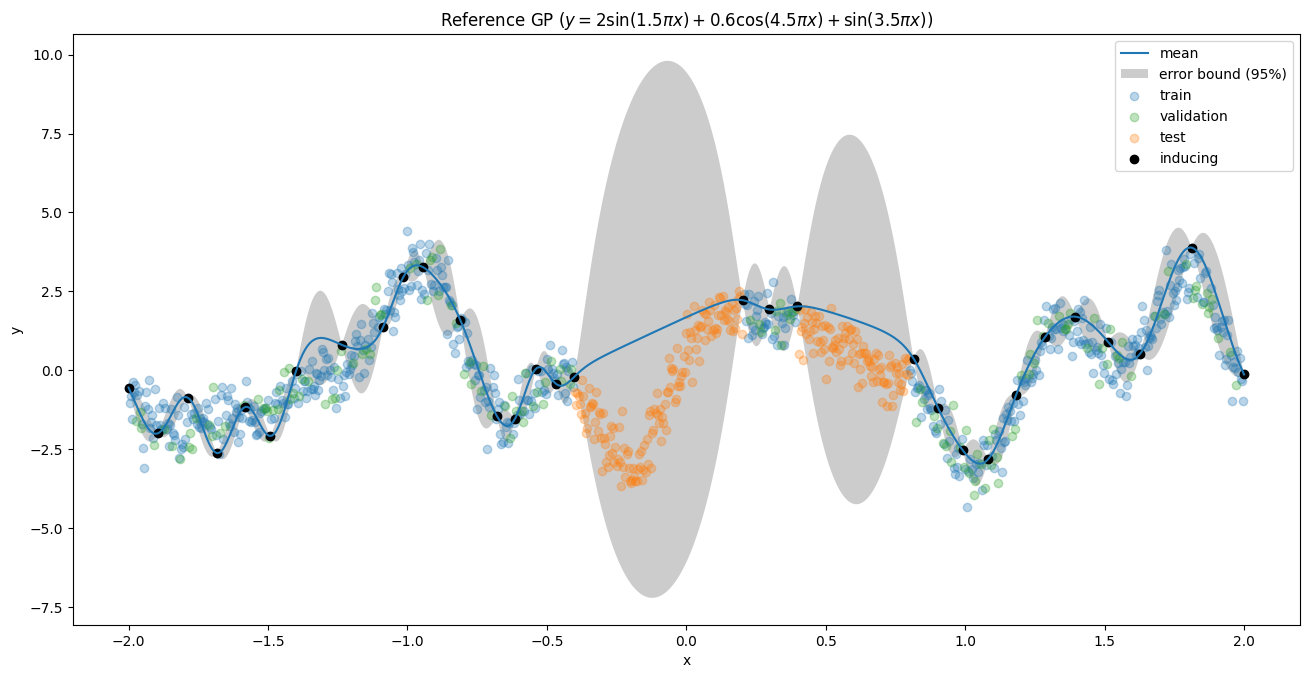 Reference GP (y = 2sin(1.5πx) + 0.6cos(4.5πx) + sin(3.5πx))
mean
error bound (95%)
train
validation
test
inducing
10.0
7.5
5.0
2.5
0.0
−2.5
−5.0
−7.5
y
−2.0
−1.5
−1.0
−0.5
0.0
0.5
1.0
1.5
2.0
x